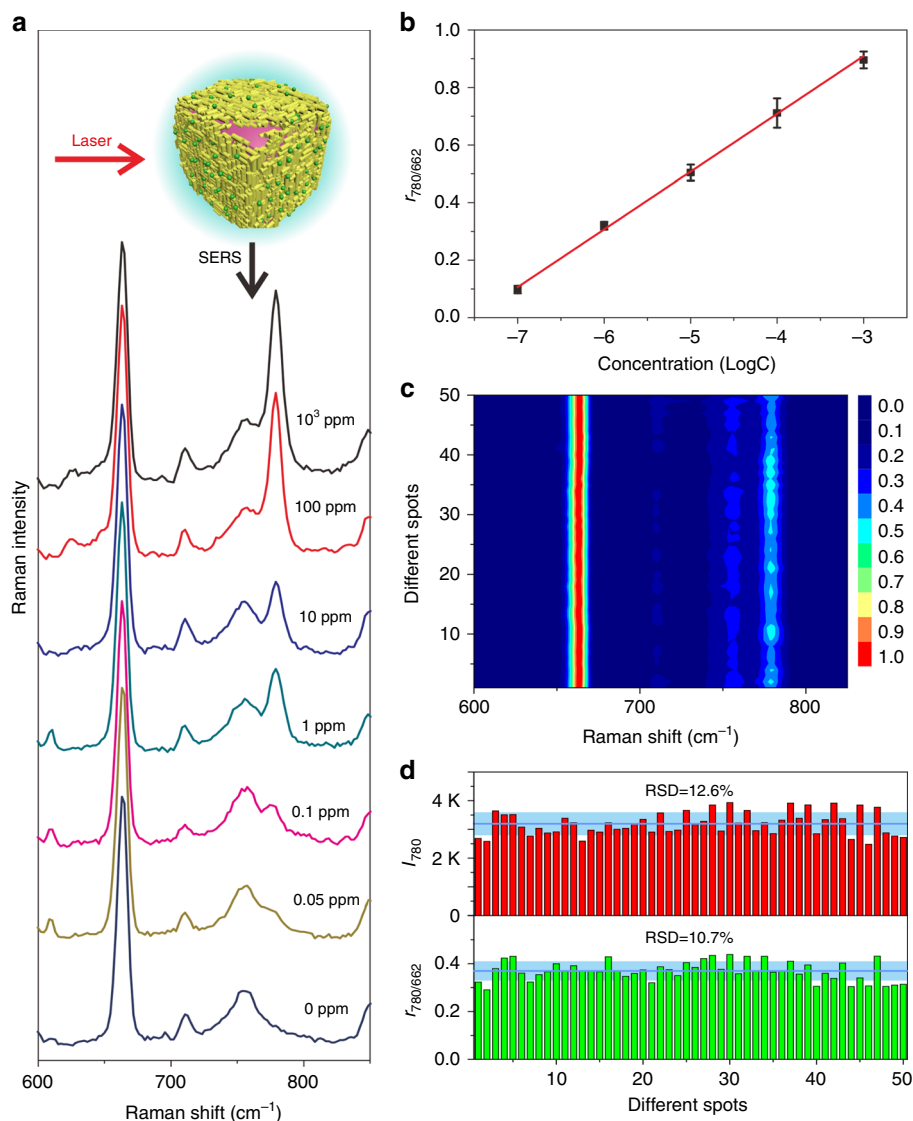 a
Laser
SERS
10³ ppm
100 ppm
10 ppm
1 ppm
0.1 ppm
0.05 ppm
0 ppm
Raman intensity
600 700 800
Raman shift (cm⁻¹)
b
1.0
0.8
0.6
0.4
0.2
0.0
r780/662
–7 –6 –5 –4 –3
Concentration (LogC)
c
50
40
30
20
10
Different spots
600 700 800
Raman shift (cm⁻¹)
0.0
0.1
0.2
0.3
0.4
0.5
0.6
0.7
0.8
0.9
1.0
d
RSD=12.6%
4 K
2 K
0
I780
RSD=10.7%
0.4
0.2
0.0
r780/662
10 20 30 40 50
Different spots